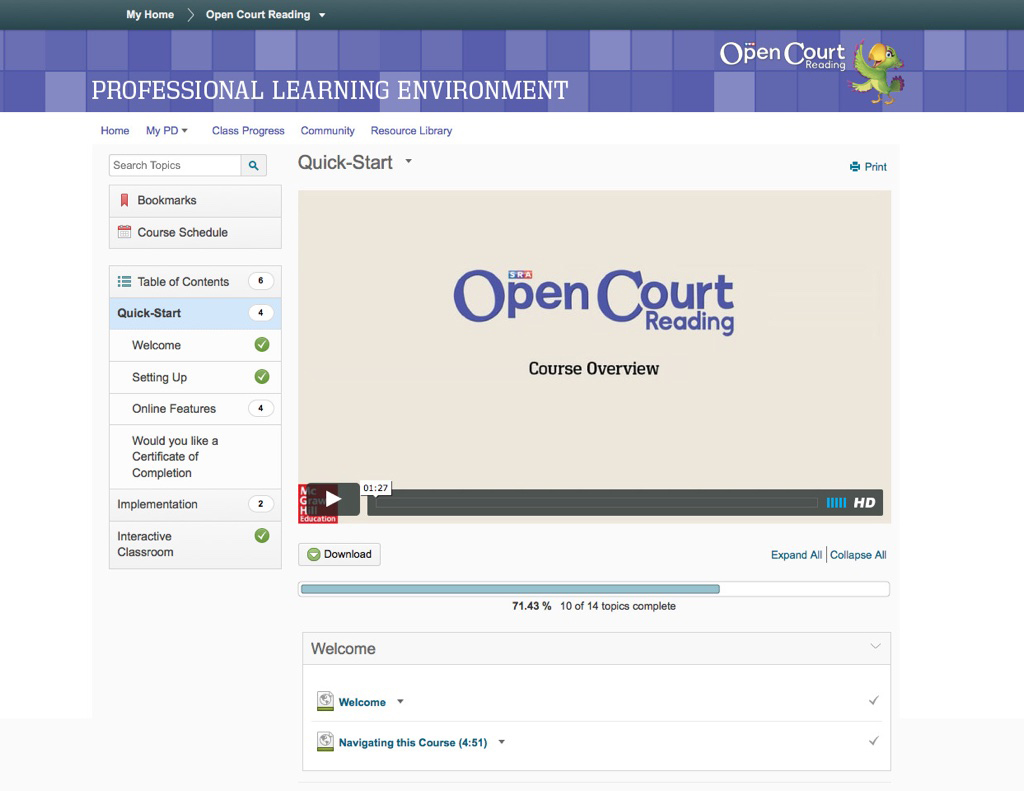 My Home
Open Court Reading
Open Court
Reading
PROFESSIONAL LEARNING ENVIRONMENT
Home
My PD
Class Progress
Community
Resource Library
Search Topics
Bookmarks
Course Schedule
Table of Contents 6
Quick-Start 4
Welcome
Setting Up
Online Features 4
Would you like a
Certificate of
Completion
Implementation 2
Interactive
Classroom
Quick-Start
Print
SRA
Open Court
Reading
Course Overview
Mc
Graw
Hill
Education
01:27
HD
Download
Expand All
Collapse All
71.43 % 10 of 14 topics complete
Welcome
Welcome
Navigating this Course (4:51)